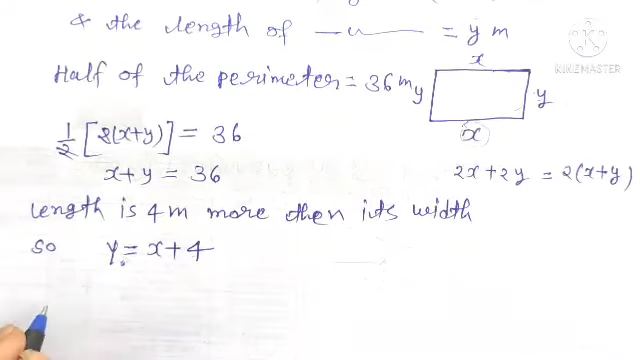 & the length of —〃— = y m
x
Half of the perimeter = 36 m
y
y
x
KINEMASTER
1/2 [2(x+y)] = 36
x+y = 36
2x+2y = 2(x+y)
length is 4 m more then its width
so y = x+4